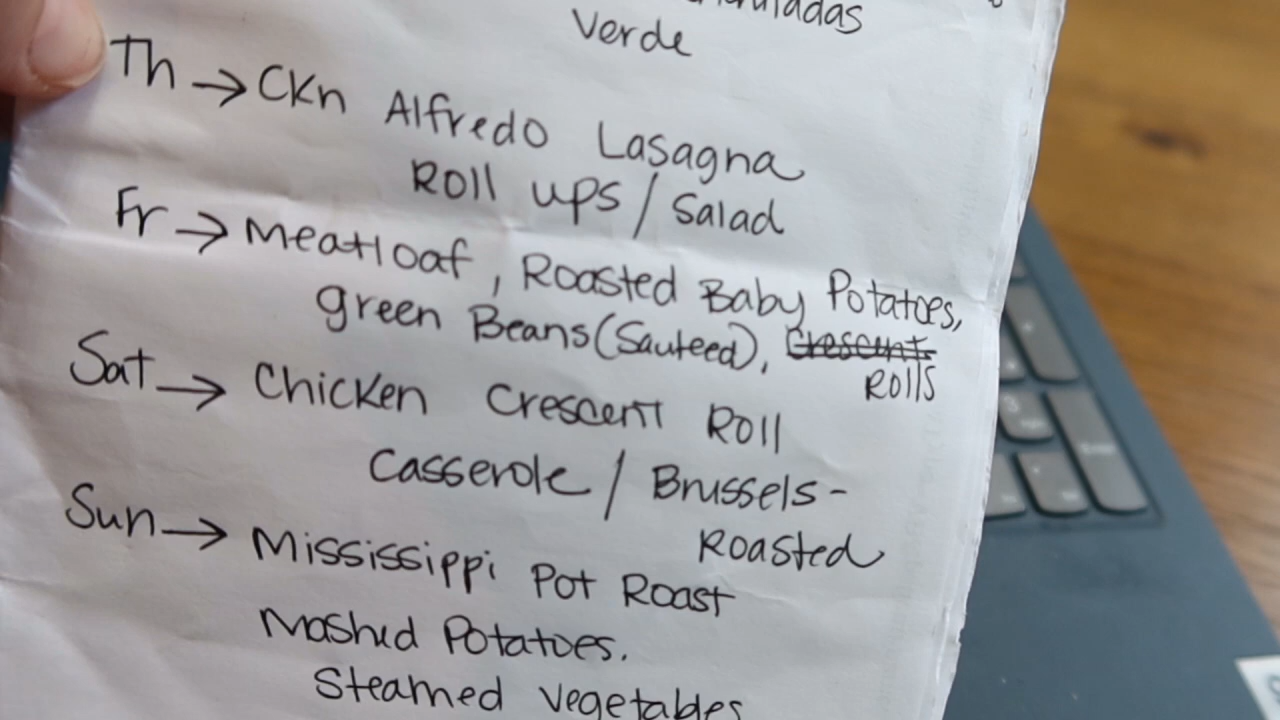 Verde
Th → CKn Alfredo Lasagna
Roll ups / Salad
Fr → Meatloaf, Roasted Baby Potatoes,
green Beans (Sauteed), Crescent
Rolls
Sat → Chicken Crescent Roll
Casserole / Brussels -
Roasted
Sun → Mississippi Pot Roast
Mashed Potatoes.
Steamed Vegetables